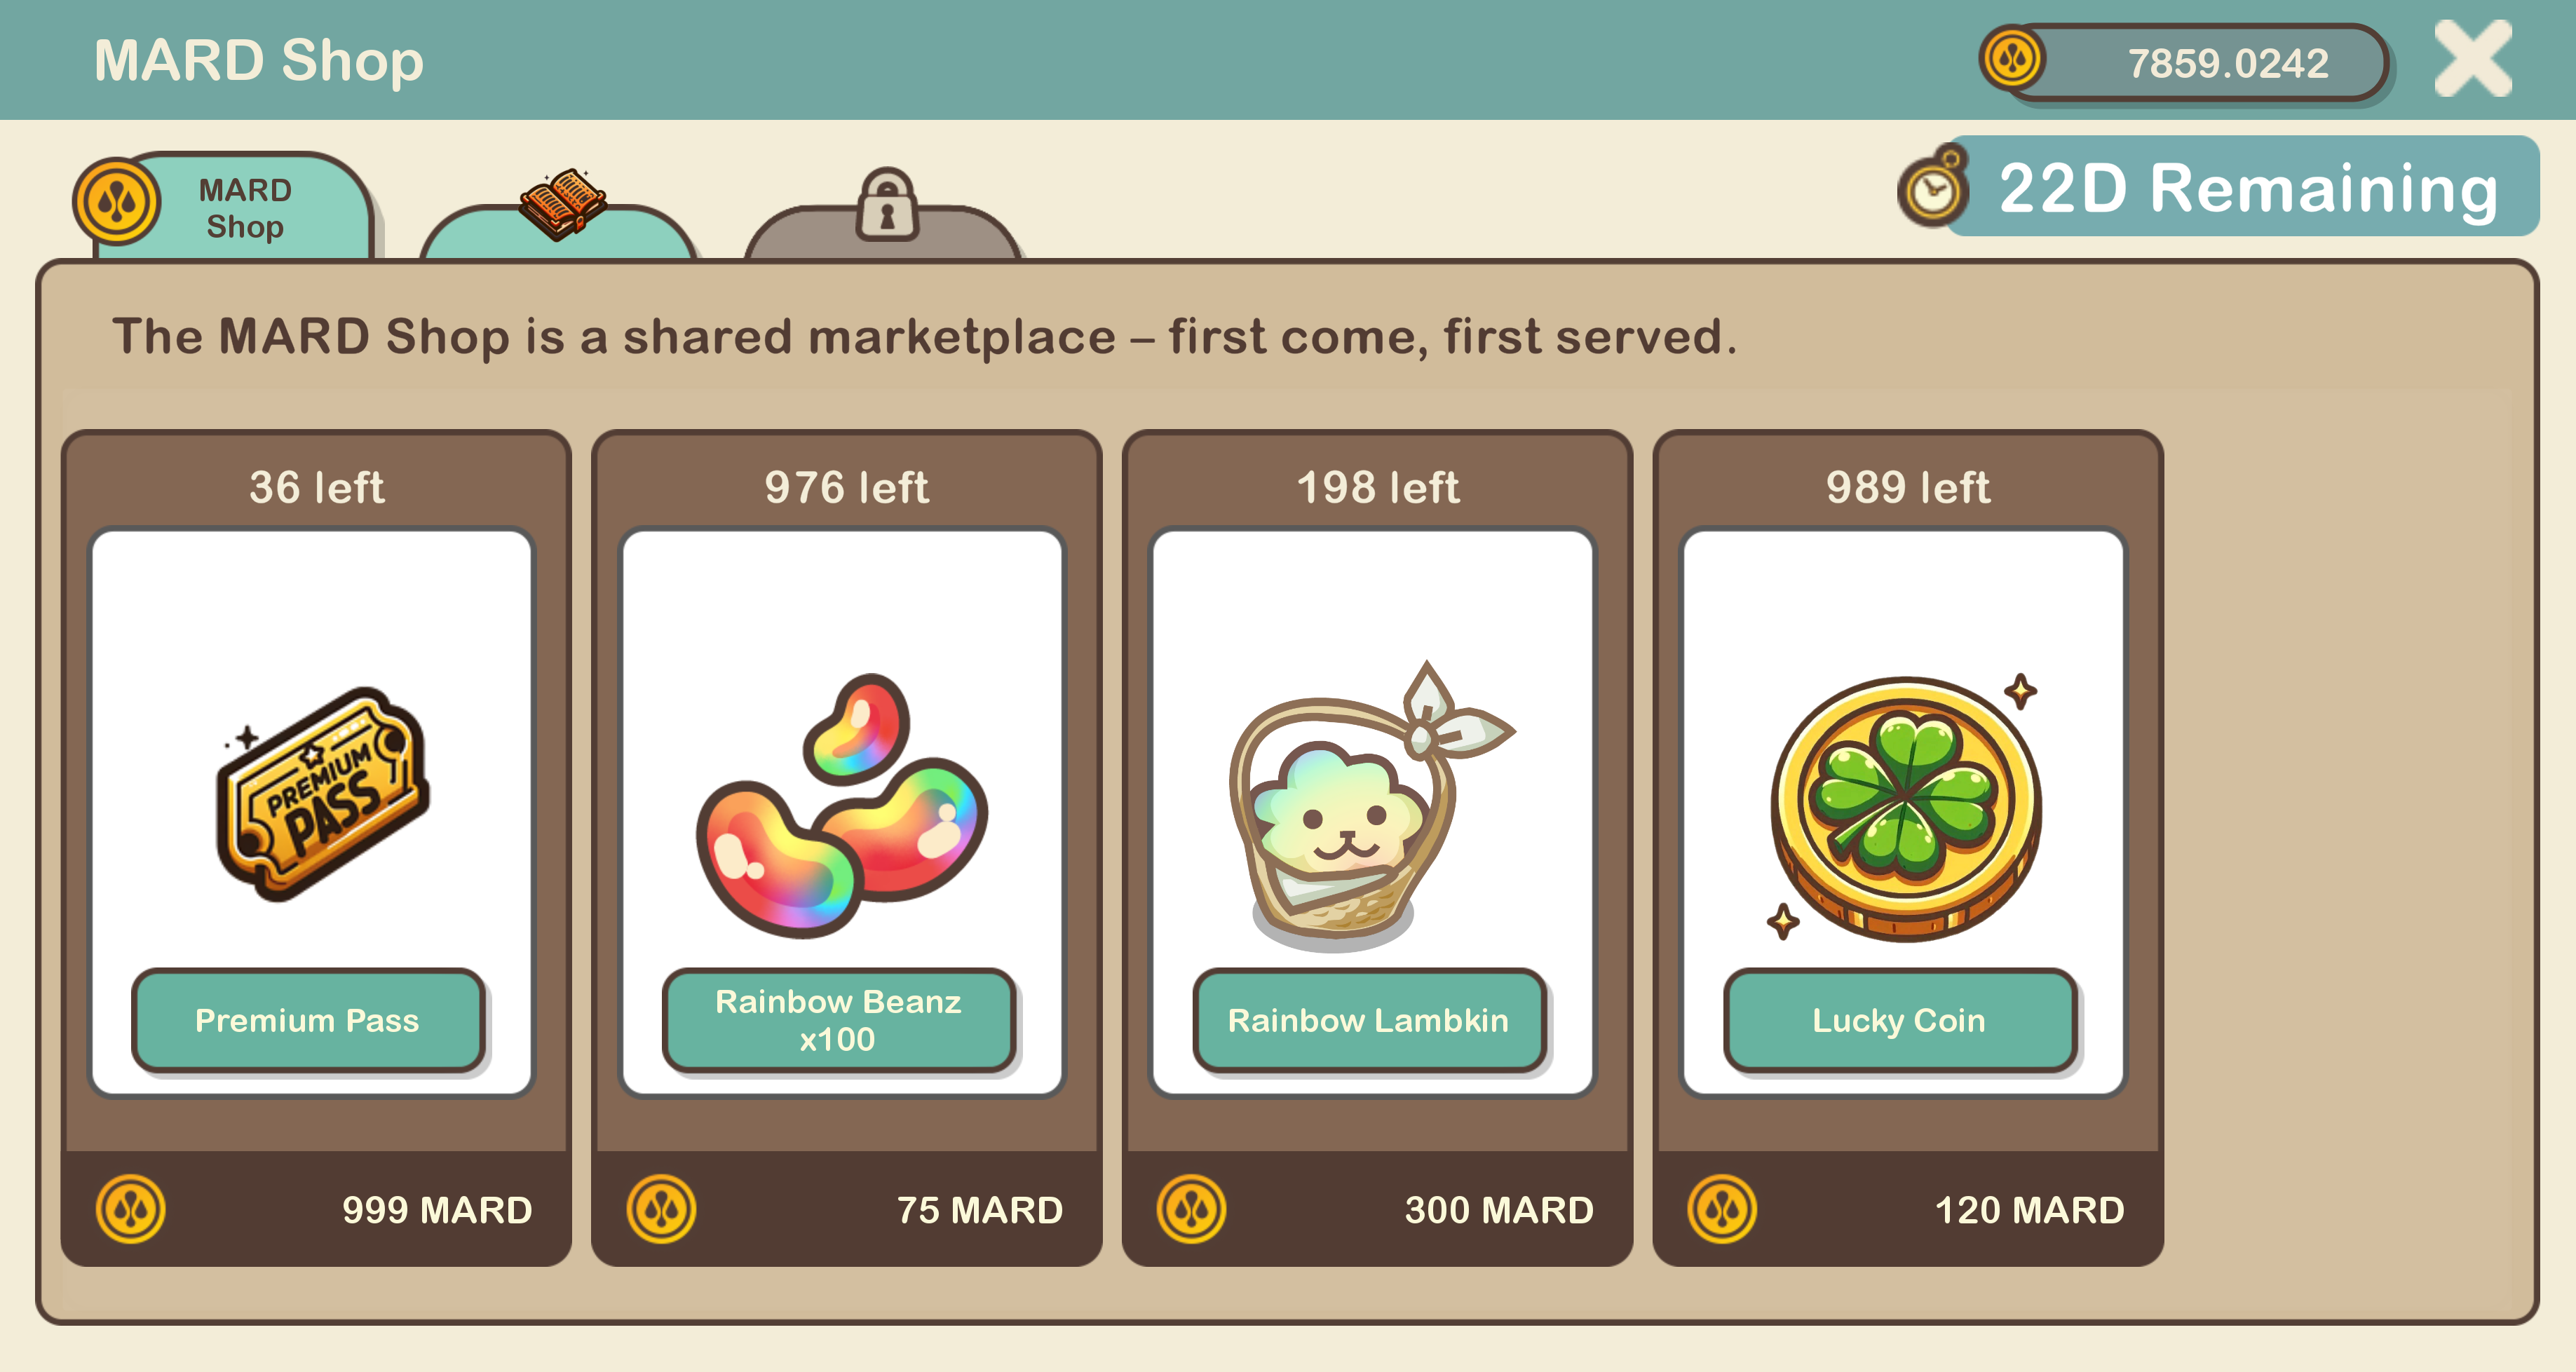 MARD Shop
7859.0242
MARD
Shop
22D Remaining
The MARD Shop is a shared marketplace – first come, first served.
36 left
PREMIUM
PASS
Premium Pass
999 MARD
976 left
Rainbow Beanz
x100
75 MARD
198 left
Rainbow Lambkin
300 MARD
989 left
Lucky Coin
120 MARD